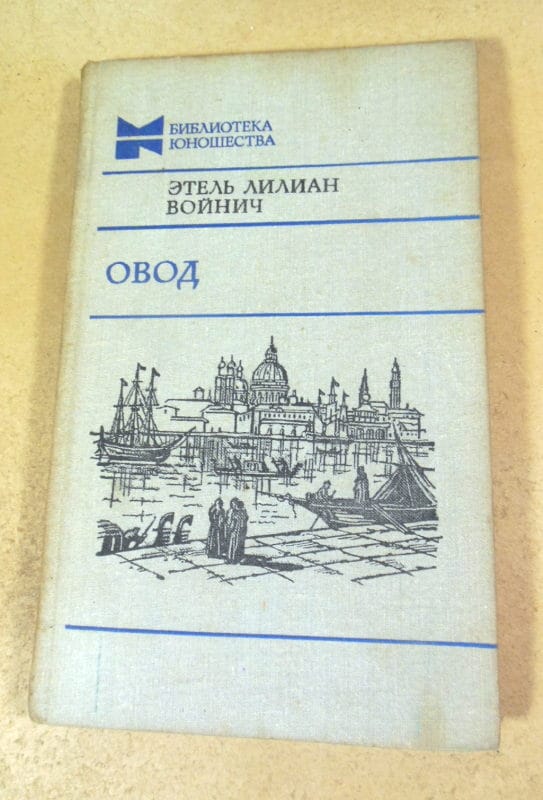 БИБЛИОТЕКА
ЮНОШЕСТВА
ЭТЕЛЬ ЛИЛИАН
ВОЙНИЧ
ОВОД